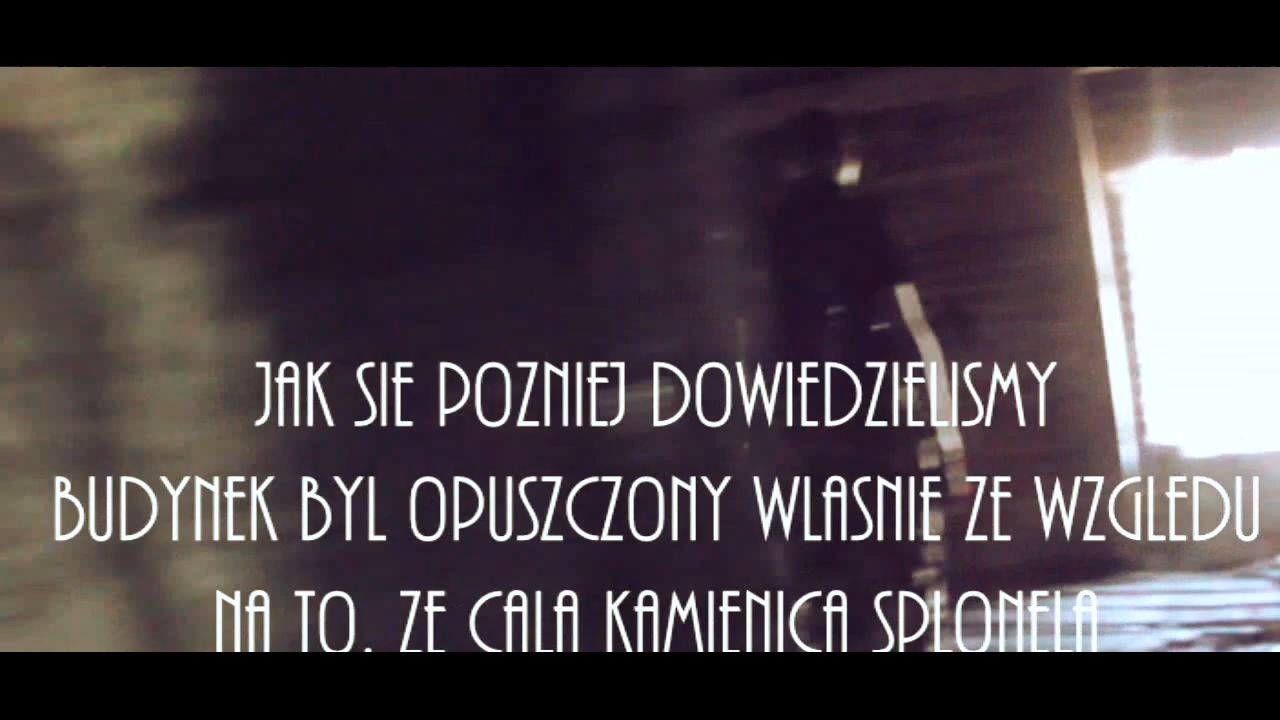 JAK SIE POZNIEJ DOWIEDZIELISMY
BUDYNEK BYL OPUSZCZONY WLASNIE ZE WZGLEDU
NA TO, ZE CALA KAMIENICA SPLONELA